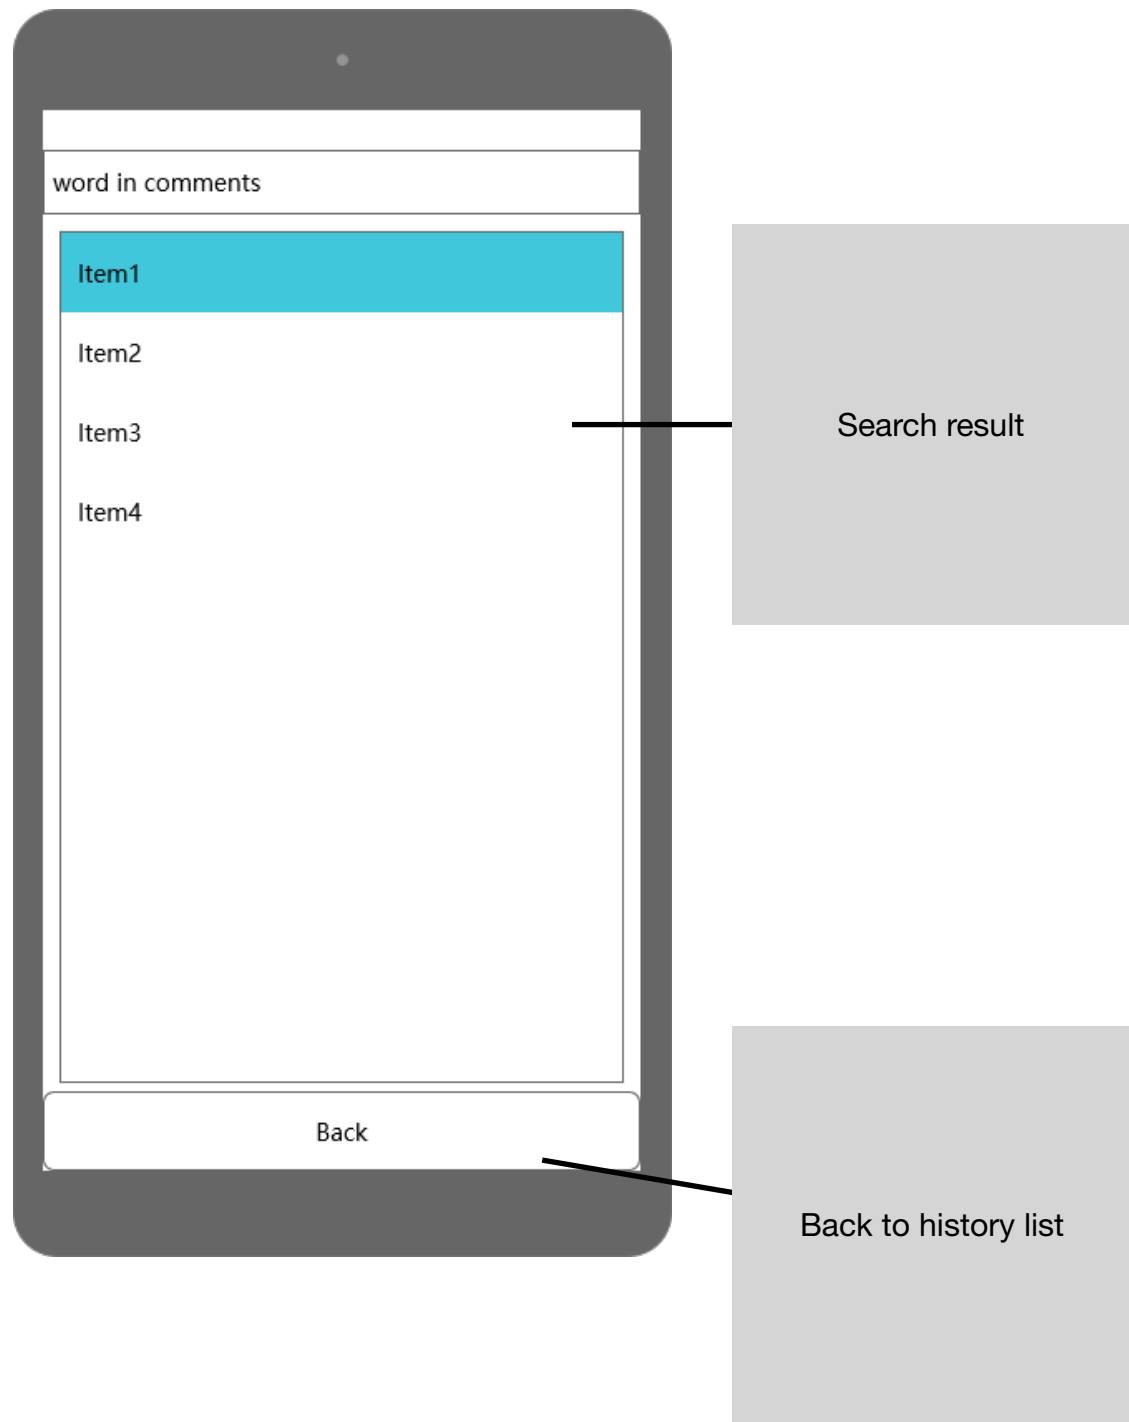 word in comments
Item1
Item2
Item3
Item4
Search result
Back
Back to history list